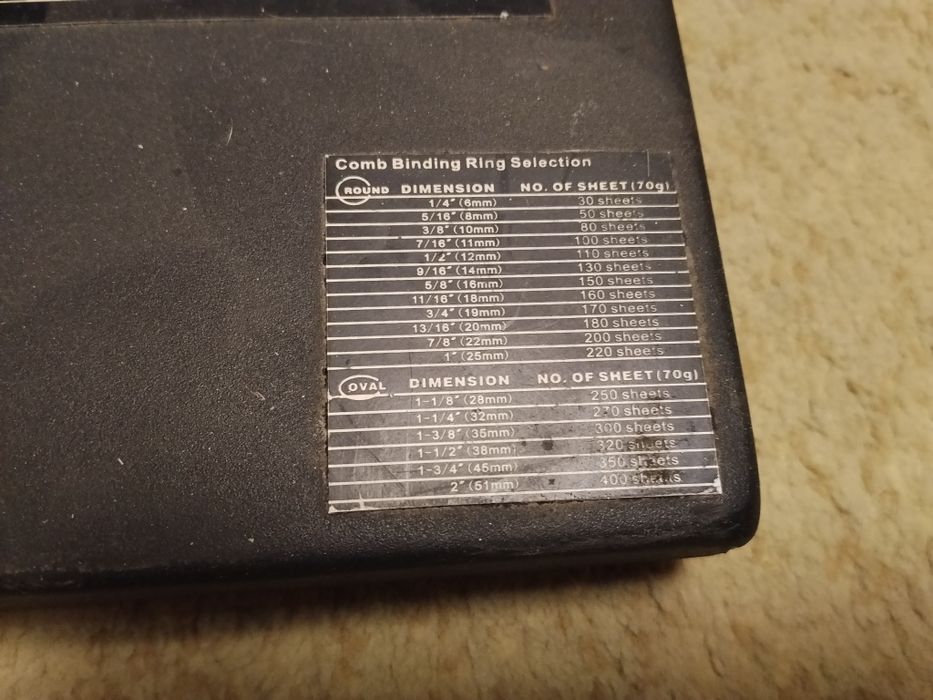 Comb Binding Ring Selection
ROUND DIMENSION NO. OF SHEET(70g)
1/4" (6mm) 30 sheets
5/16" (8mm) 50 sheets
3/8" (10mm) 80 sheets
7/16" (11mm) 100 sheets
1/2" (12mm) 110 sheets
9/16" (14mm) 130 sheets
5/8" (16mm) 150 sheets
11/16" (18mm) 160 sheets
3/4" (19mm) 170 sheets
13/16" (20mm) 180 sheets
7/8" (22mm) 200 sheets
1" (25mm) 220 sheets
OVAL DIMENSION NO. OF SHEET(70g)
1-1/8" (28mm) 250 sheets
1-1/4" (32mm) 270 sheets
1-3/8" (35mm) 300 sheets
1-1/2" (38mm) 320 sheets
1-3/4" (45mm) 350 sheets
2" (51mm) 400 sheets